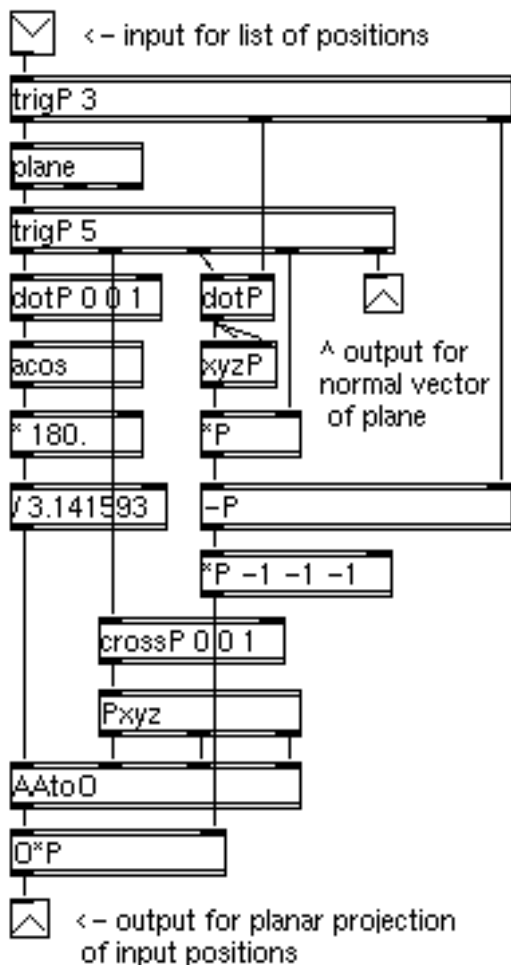 <- input for list of positions
trigP 3
plane
trigP 5
dotP 0 0 1
dotP
acos
xyzP
^ output for
normal vector
of plane
* 180.
*P
/ 3.141593
-P
*P -1 -1 -1
crossP 0 0 1
Pxyz
AAtoO
O*P
<- output for planar projection
of input positions